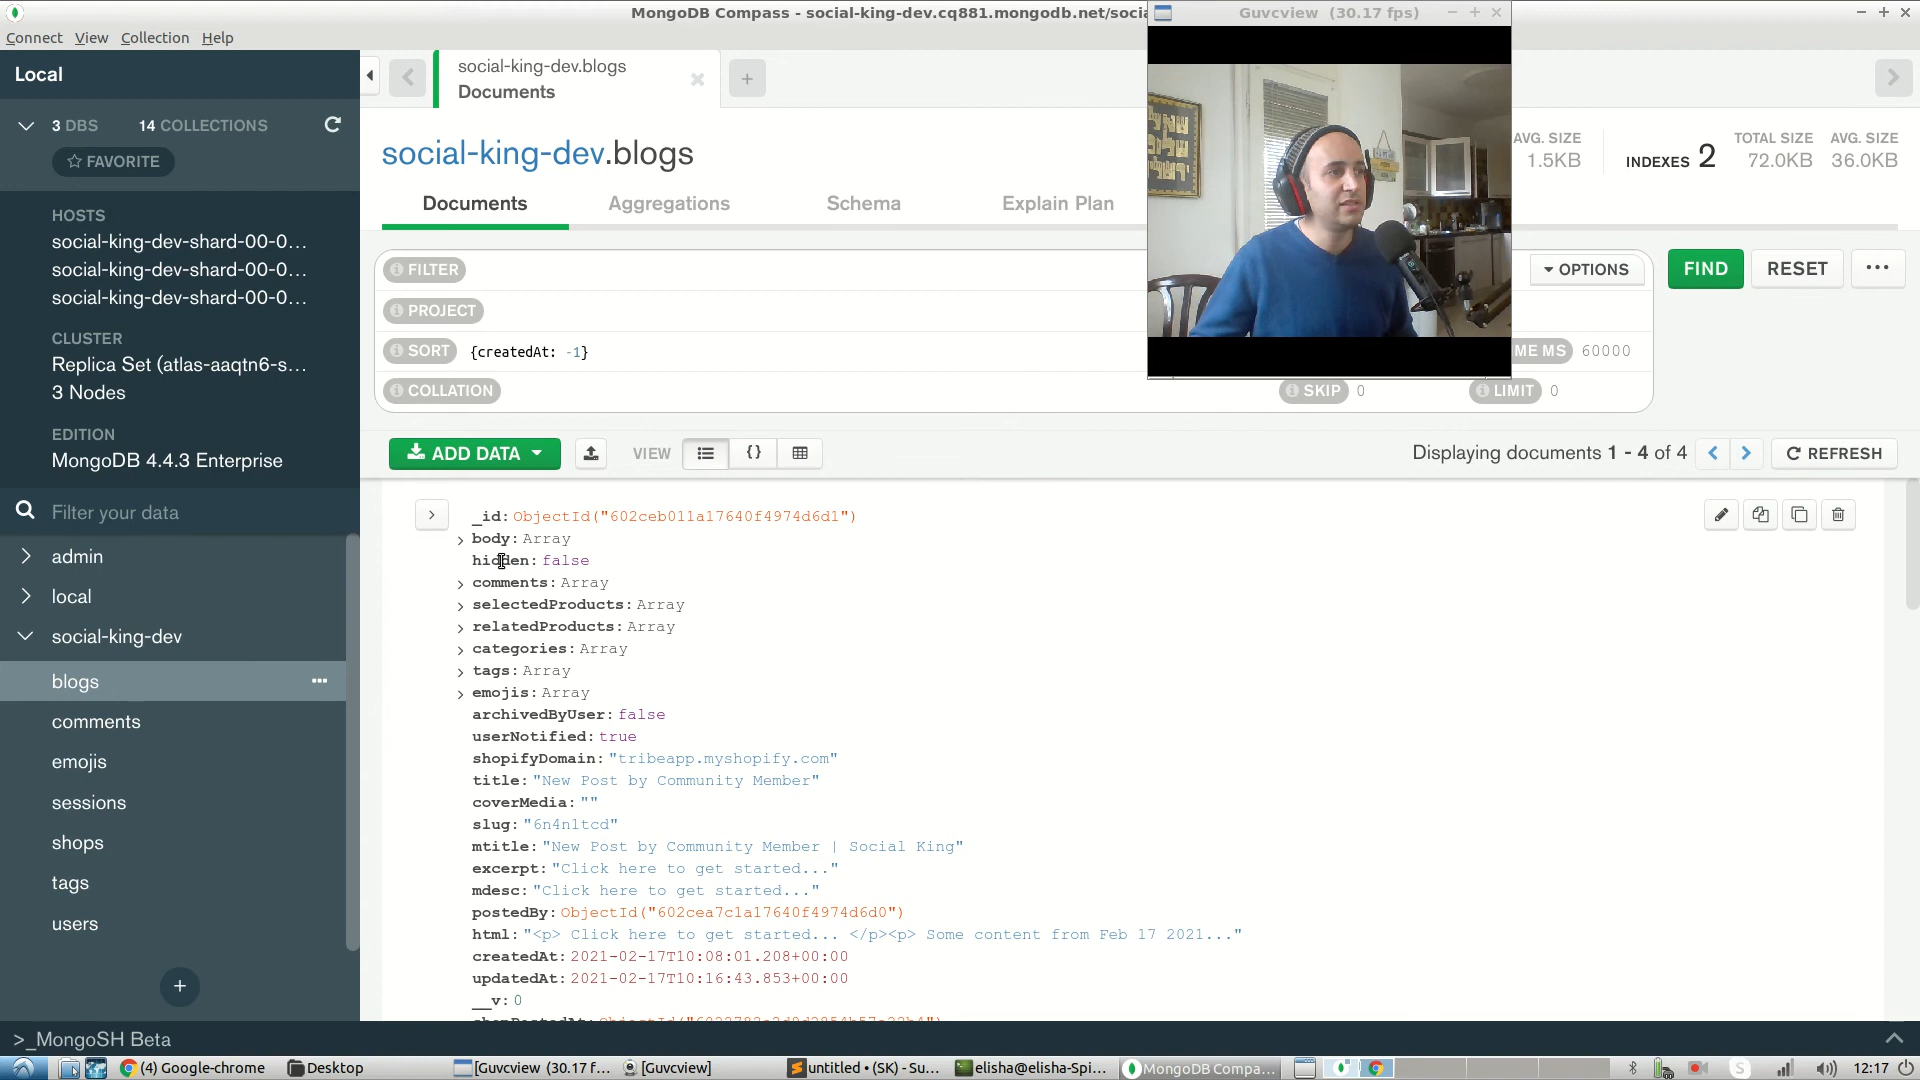 MongoDB Compass - social-king-dev.cq881.mongodb.net/socia
Guvcview (30.17 fps)
Connect View Collection Help
Local
3 DBS 14 COLLECTIONS
FAVORITE
HOSTS
social-king-dev-shard-00-0...
social-king-dev-shard-00-0...
social-king-dev-shard-00-0...
CLUSTER
Replica Set (atlas-aaqtn6-s...
3 Nodes
EDITION
MongoDB 4.4.3 Enterprise
Filter your data
admin
local
social-king-dev
blogs
comments
emojis
sessions
shops
tags
users
social-king-dev.blogs
Documents
social-king-dev.blogs
AVG. SIZE
1.5KB
INDEXES 2
TOTAL SIZE
72.0KB
AVG. SIZE
36.0KB
Documents Aggregations Schema Explain Plan
FILTER
OPTIONS
FIND RESET
PROJECT
SORT {createdAt: -1}
ME MS 60000
COLLATION
SKIP 0 LIMIT 0
ADD DATA VIEW {}
Displaying documents 1 - 4 of 4
REFRESH
_id: ObjectId("602ceb011a17640f4974d6d1")
body: Array
hidden: false
comments: Array
selectedProducts: Array
relatedProducts: Array
categories: Array
tags: Array
emojis: Array
archivedByUser: false
userNotified: true
shopifyDomain: "tribeapp.myshopify.com"
title: "New Post by Community Member"
coverMedia: ""
slug: "6n4nltcd"
mtitle: "New Post by Community Member | Social King"
excerpt: "Click here to get started..."
mdesc: "Click here to get started..."
postedBy: ObjectId("602cea7c1a17640f4974d6d0")
html: "<p> Click here to get started... </p><p> Some content from Feb 17 2021..."
createdAt: 2021-02-17T10:08:01.208+00:00
updatedAt: 2021-02-17T10:16:43.853+00:00
__v: 0
>_MongoSH Beta
(4) Google-chrome
Desktop
[Guvcview (30.17 f...
[Guvcview]
untitled • (SK) - Su...
elisha@elisha-Spi...
MongoDB Compa...
12:17